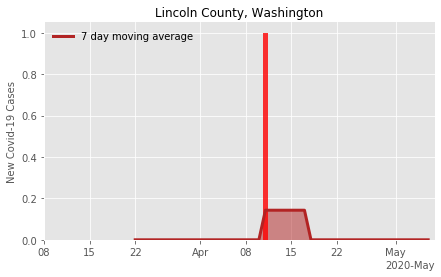 Lincoln County, Washington
7 day moving average
New Covid-19 Cases
1.0
0.8
0.6
0.4
0.2
0.0
08 15 22 Apr 08 15 22 May
2020-May